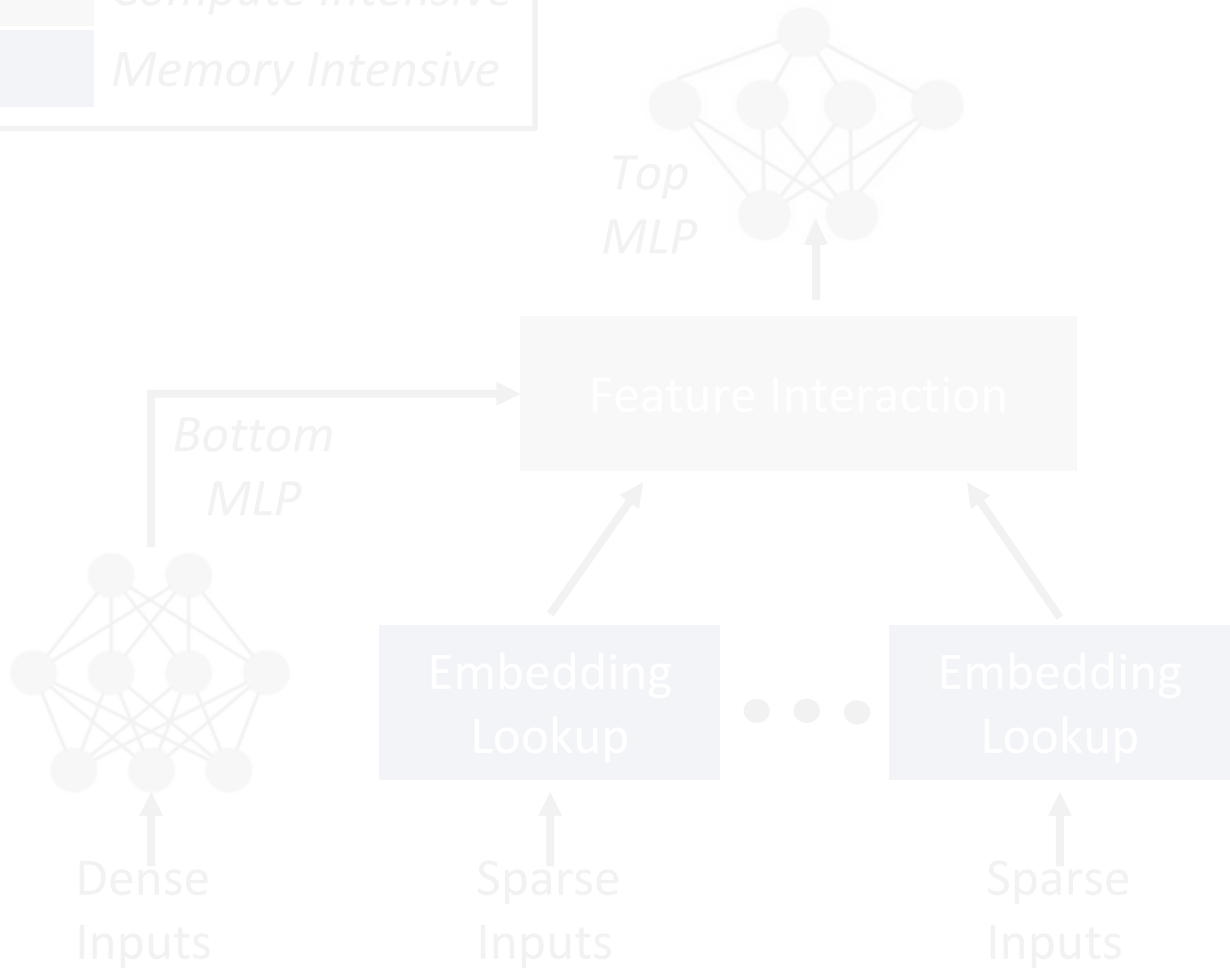 Compute Intensive
Memory Intensive
Top
MLP
Feature Interaction
Bottom
MLP
Embedding
Lookup
Embedding
Lookup
Dense
Inputs
Sparse
Inputs
Sparse
Inputs